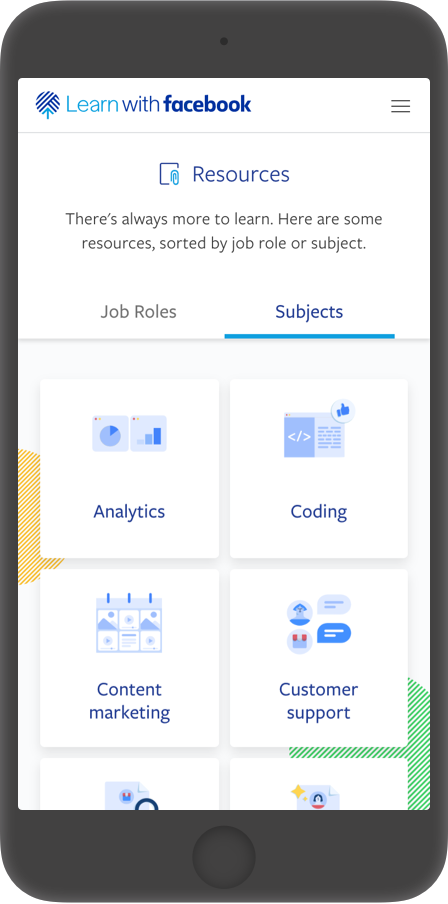 Learn with facebook
Resources
There's always more to learn. Here are some
resources, sorted by job role or subject.
Job Roles
Subjects
</>
Analytics
Coding
Content
marketing
Customer
support